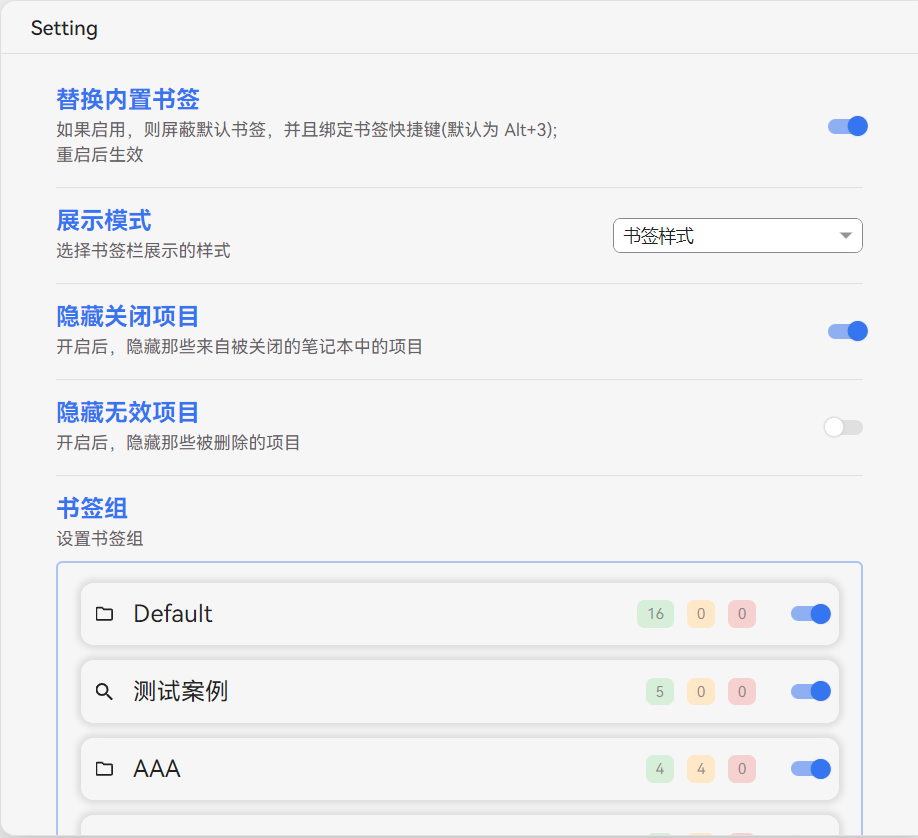 Setting
替换内置书签
如果启用，则屏蔽默认书签，并且绑定书签快捷键(默认为 Alt+3);
重启后生效
展示模式
选择书签栏展示的样式
书签样式
隐藏关闭项目
开启后，隐藏那些来自被关闭的笔记本中的项目
隐藏无效项目
开启后，隐藏那些被删除的项目
书签组
设置书签组
Default 16 0 0
测试案例 5 0 0
AAA 4 4 0